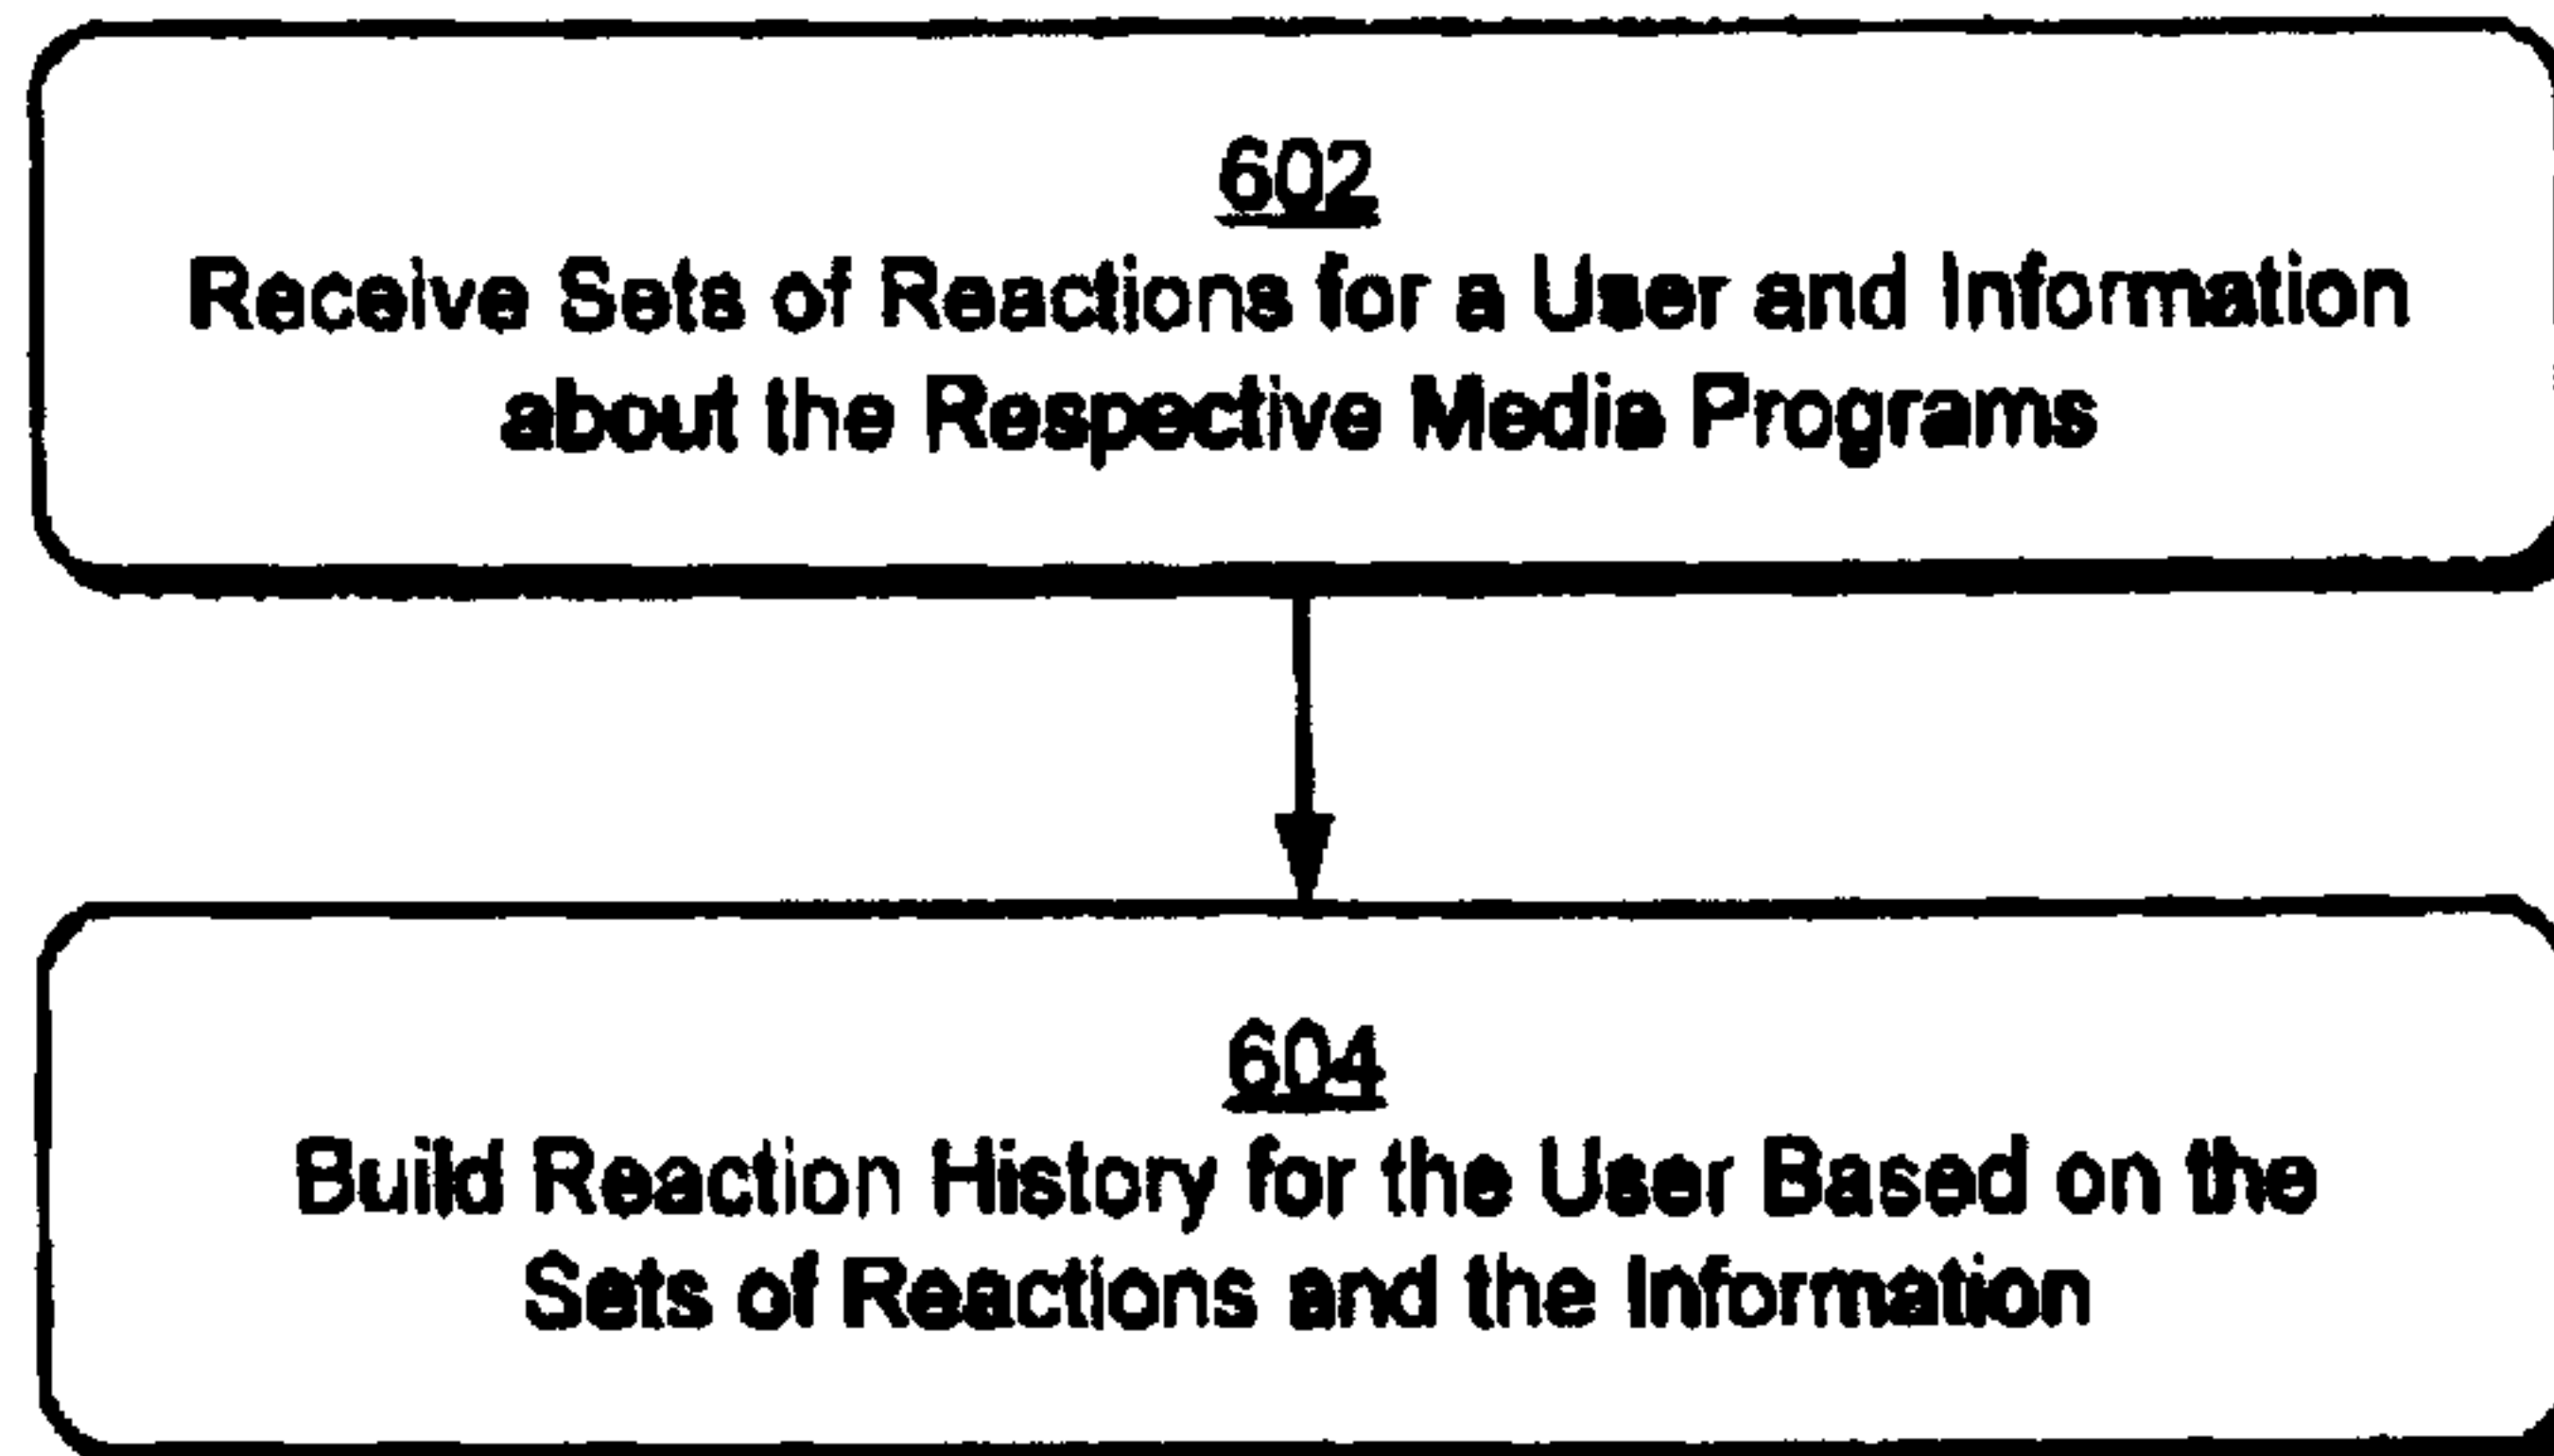 602
Receive Sets of Reactions for a User and Information
about the Respective Media Programs
604
Build Reaction History for the User Based on the
Sets of Reactions and the Information